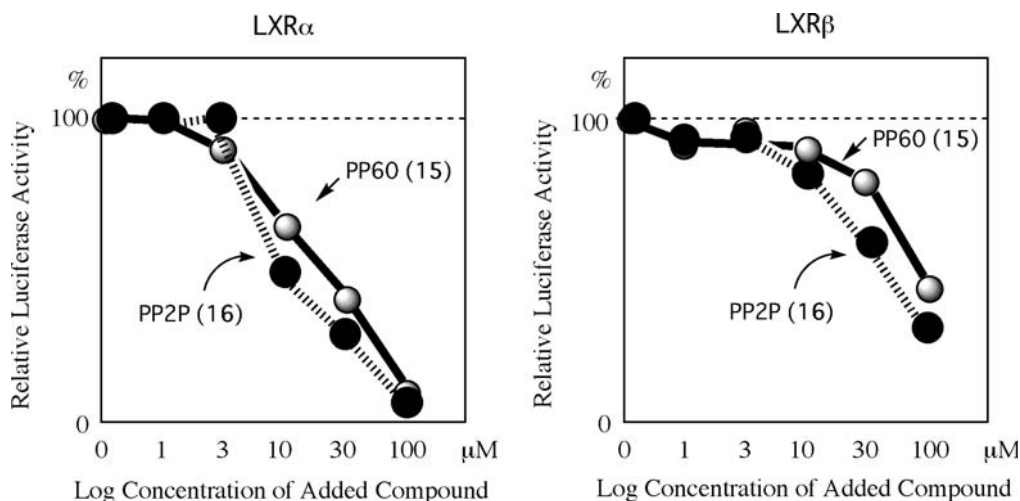 LXRα
%
100
PP60 (15)
PP2P (16)
0
Relative Luciferase Activity
0 1 3 10 30 100 μM
Log Concentration of Added Compound
LXRβ
%
100
PP60 (15)
PP2P (16)
0
Relative Luciferase Activity
0 1 3 10 30 100 μM
Log Concentration of Added Compound